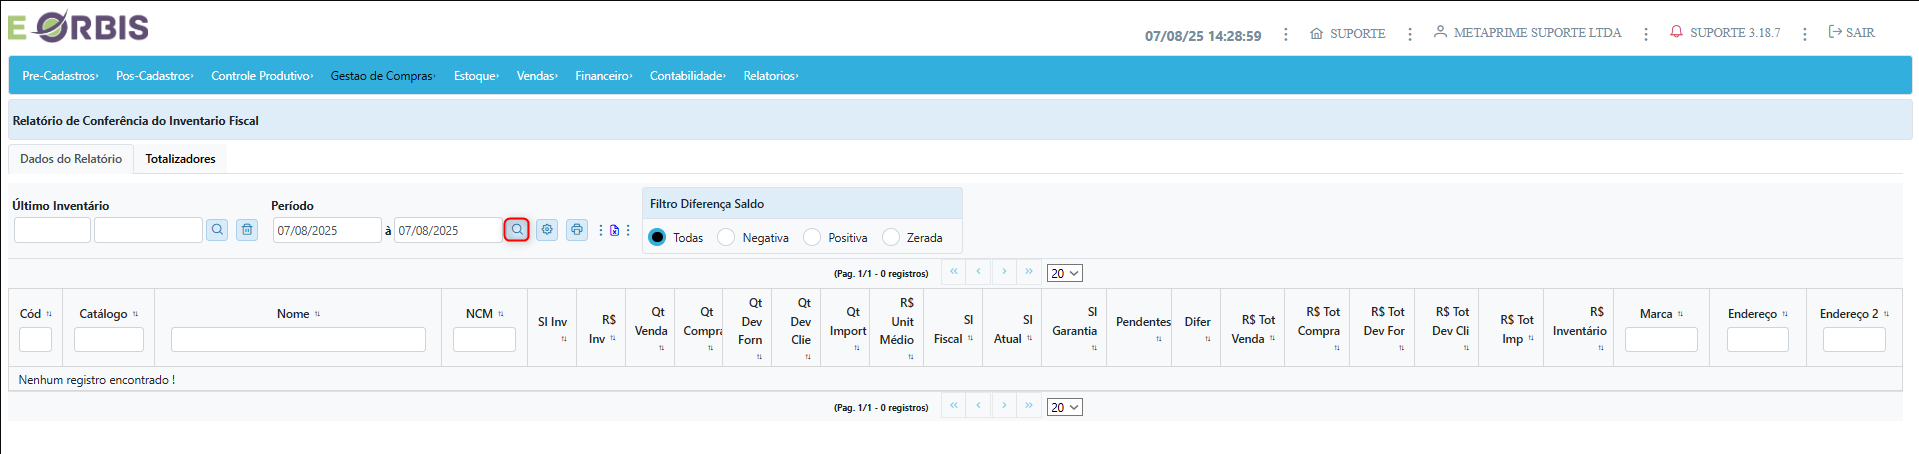 E ORBIS
07/08/25 14:28:59 ⋮ SUPORTE ⋮ METAPRIME SUPORTE LTDA ⋮ SUPORTE 3.18.7 ⋮ SAIR
Pre-Cadastros› Pos-Cadastros› Controle Produtivo› Gestao de Compras› Estoque› Vendas› Financeiro› Contabilidade› Relatorios›
Relatório de Conferência do Inventario Fiscal
Dados do Relatório Totalizadores
Último Inventário Período Filtro Diferença Saldo
07/08/2025 à 07/08/2025
Todas Negativa Positiva Zerada
(Pag. 1/1 - 0 registros) « ‹ › » 20
Cód Catálogo Nome NCM Sl Inv R$ Inv Qt Venda Qt Compra Qt Dev Forn Qt Dev Clie Qt Import R$ Unit Médio Sl Fiscal Sl Atual Sl Garantia Pendentes Difer R$ Tot Venda R$ Tot Compra R$ Tot Dev For R$ Tot Dev Cli R$ Tot Imp R$ Inventário Marca Endereço Endereço 2
Nenhum registro encontrado !
(Pag. 1/1 - 0 registros) « ‹ › » 20